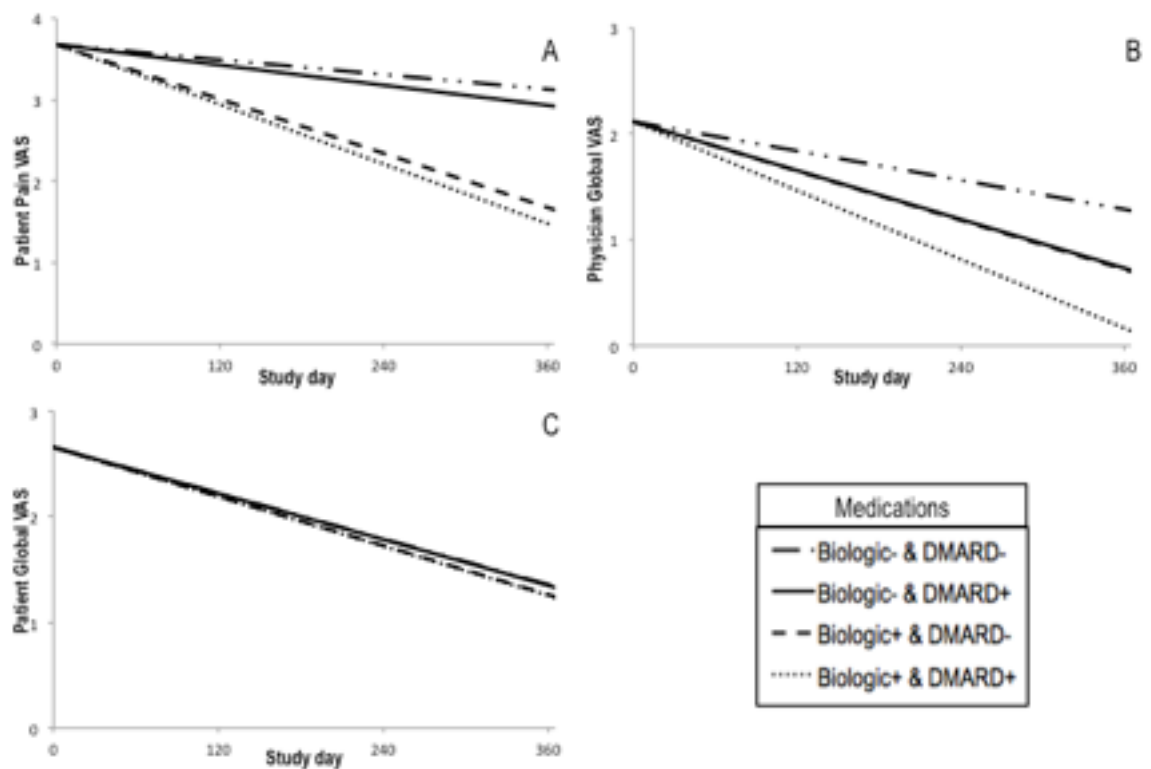 A
Patient Pain VAS
4
3
2
1
0
0 120 240 360
Study day
B
Physician Global VAS
3
2
1
0
0 120 240 360
Study day
C
Patient Global VAS
3
2
1
0
0 120 240 360
Study day
Medications
Biologic- & DMARD-
Biologic- & DMARD+
Biologic+ & DMARD-
Biologic+ & DMARD+